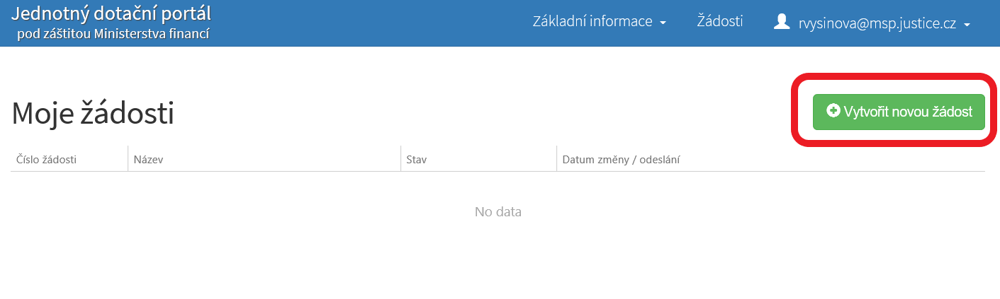 Jednotný dotační portál
pod záštitou Ministerstva financí
Základní informace
Žádosti
rvysinova@msp.justice.cz
Moje žádosti
Vytvořit novou žádost
Číslo žádosti
Název
Stav
Datum změny / odeslání
No data